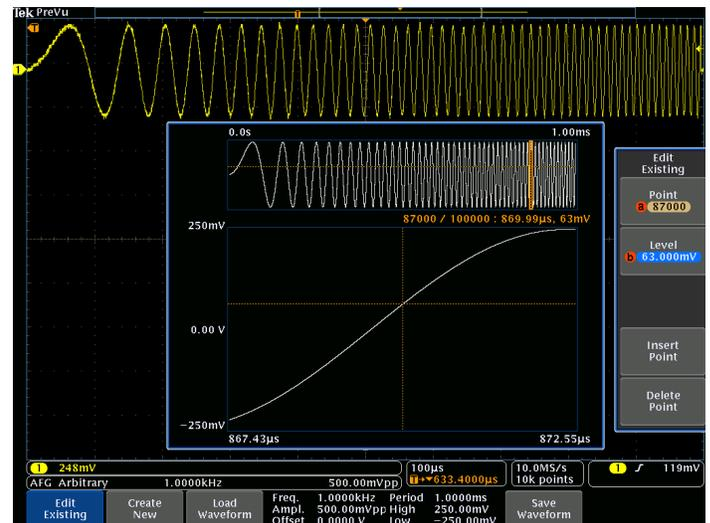 Tek PreVu
T
T
1
0.0s 1.00ms
87000 / 100000 : 869.99µs, 63mV
250mV
0.00 V
−250mV
867.43µs 872.55µs
Edit
Existing
Point
a 87000
Level
b 63.000mV
Insert
Point
Delete
Point
1 248mV
100µs
T→▼633.4000µs
10.0MS/s
10k points
1 119mV
AFG Arbitrary 1.0000kHz 500.00mVpp
Edit
Existing
Create
New
Load
Waveform
Freq. 1.0000kHz Period 1.0000ms
Ampl. 500.00mVpp High 250.00mV
Offset 0.0000 V Low −250.00mV
Save
Waveform